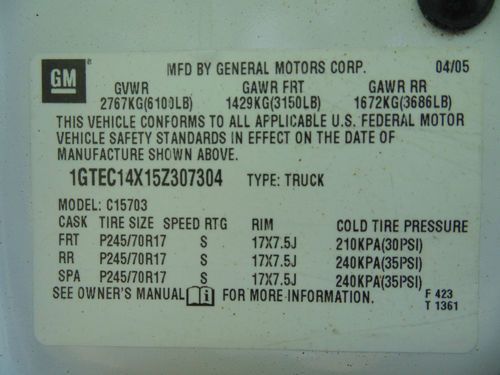 GM ® MFD BY GENERAL MOTORS CORP. 04/05
GVWR GAWR FRT GAWR RR
2767KG(6100LB) 1429KG(3150LB) 1672KG(3686LB)
THIS VEHICLE CONFORMS TO ALL APPLICABLE U.S. FEDERAL MOTOR
VEHICLE SAFETY STANDARDS IN EFFECT ON THE DATE OF
MANUFACTURE SHOWN ABOVE.
1GTEC14X15Z307304 TYPE: TRUCK
MODEL: C15703
CASK TIRE SIZE SPEED RTG RIM COLD TIRE PRESSURE
FRT P245/70R17 S 17X7.5J 210KPA(30PSI)
RR P245/70R17 S 17X7.5J 240KPA(35PSI)
SPA P245/70R17 S 17X7.5J 240KPA(35PSI)
SEE OWNER'S MANUAL FOR MORE INFORMATION. F 423
T 1361